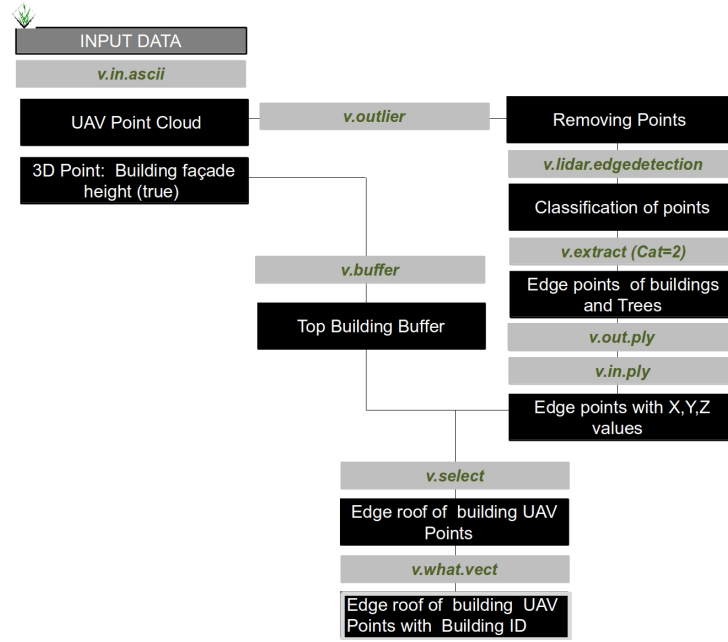 INPUT DATA
v.in.ascii
UAV Point Cloud
v.outlier
Removing Points
3D Point: Building façade
height (true)
v.lidar.edgedetection
Classification of points
v.extract (Cat=2)
v.buffer
Edge points of buildings
and Trees
Top Building Buffer
v.out.ply
v.in.ply
Edge points with X,Y,Z
values
v.select
Edge roof of building UAV
Points
v.what.vect
Edge roof of building UAV
Points with Building ID